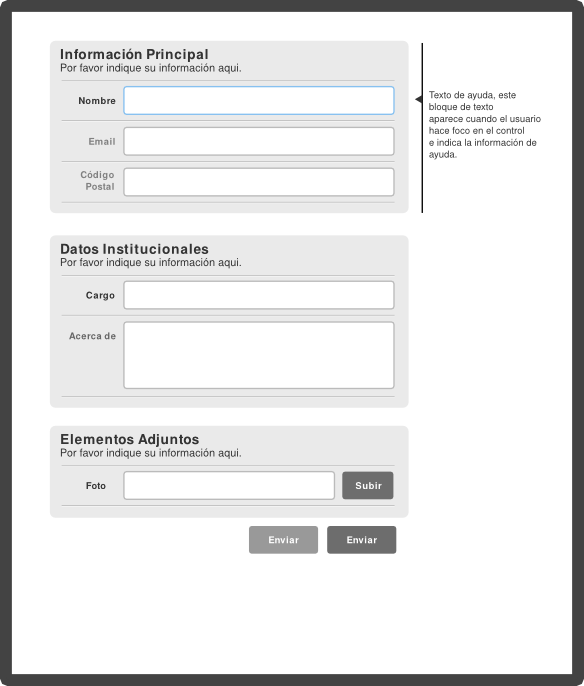 Información Principal
Por favor indique su información aqui.
Nombre
Email
Código
Postal
Texto de ayuda, este
bloque de texto
aparece cuando el usuario
hace foco en el control
e indica la información de
ayuda.
Datos Institucionales
Por favor indique su información aqui.
Cargo
Acerca de
Elementos Adjuntos
Por favor indique su información aqui.
Foto
Subir
Enviar
Enviar